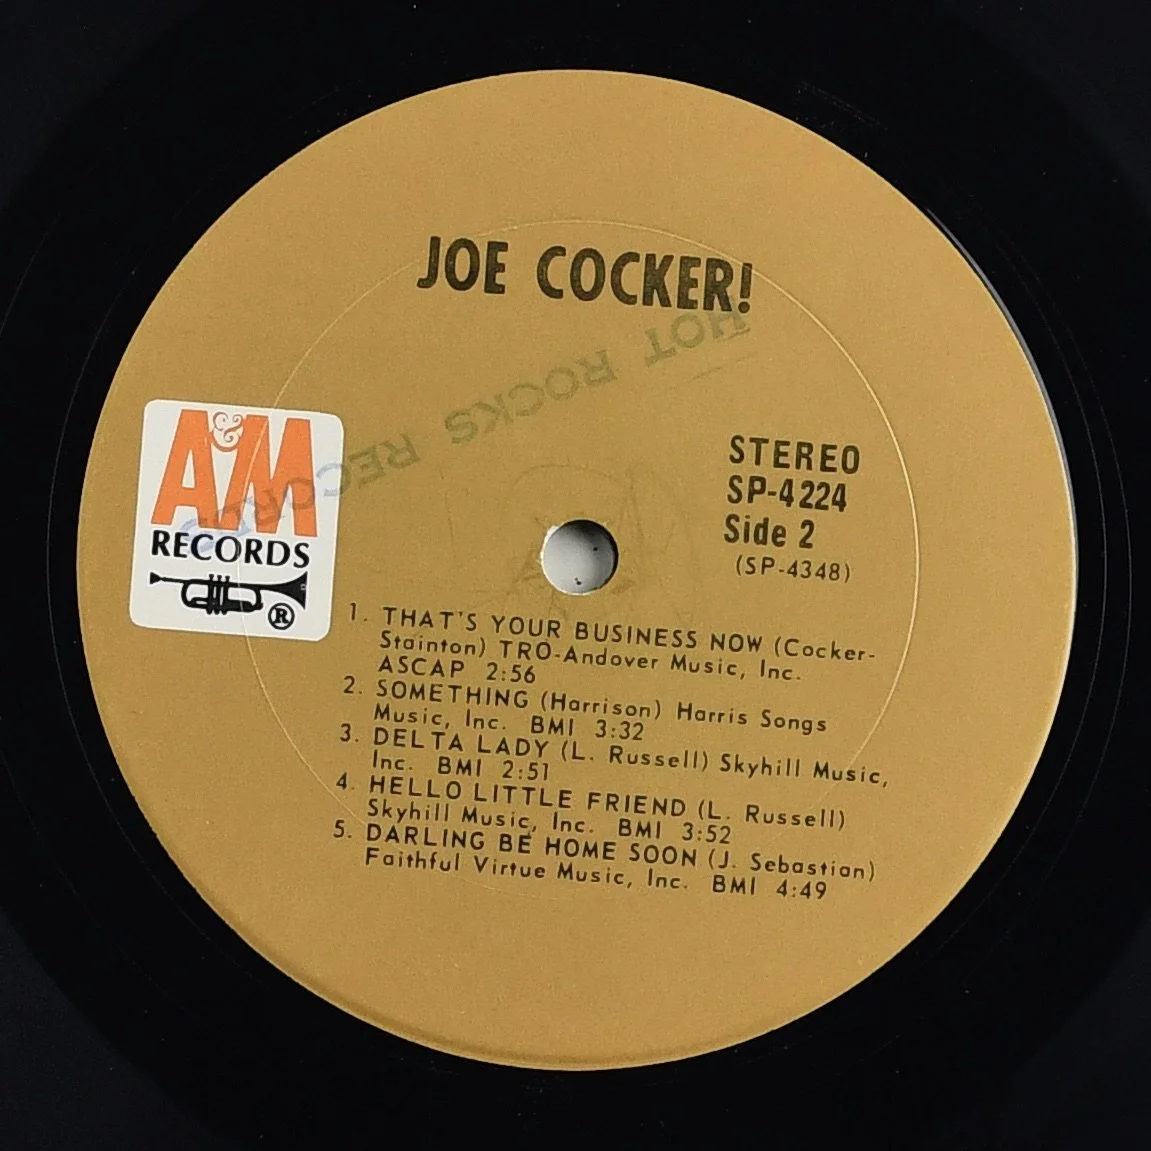 JOE COCKER!
HOT ROCKS RECORDS
A&M
RECORDS
®
STEREO
SP-4224
Side 2
(SP-4348)
1. THAT'S YOUR BUSINESS NOW (Cocker-
Stainton) TRO-Andover Music, Inc.
ASCAP 2:56
2. SOMETHING (Harrison) Harris Songs
Music, Inc. BMI 3:32
3. DELTA LADY (L. Russell) Skyhill Music,
Inc. BMI 2:51
4. HELLO LITTLE FRIEND (L. Russell)
Skyhill Music, Inc. BMI 3:52
5. DARLING BE HOME SOON (J. Sebastian)
Faithful Virtue Music, Inc. BMI 4:49